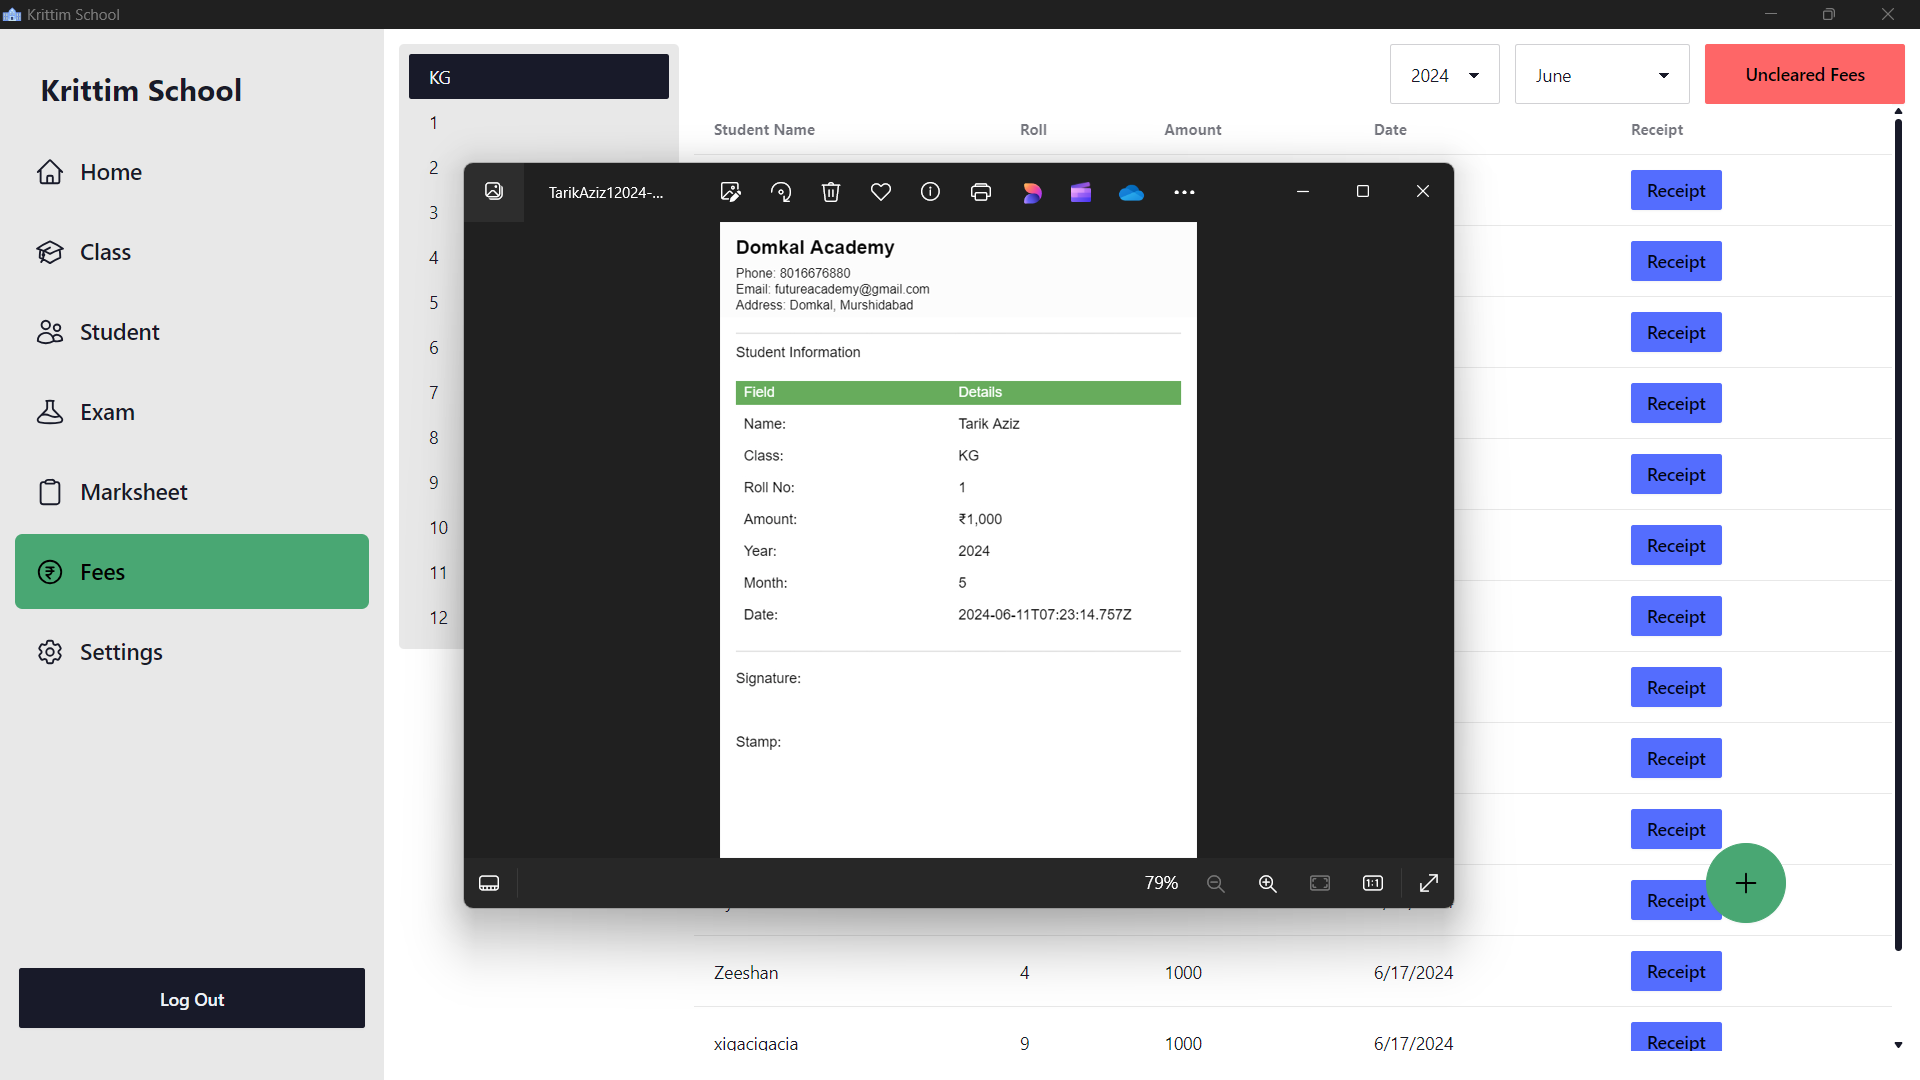 Krittim School
Krittim School
Home
Class
Student
Exam
Marksheet
Fees
Settings
Log Out
KG
1
2
3
4
5
6
7
8
9
10
11
12
2024
June
Uncleared Fees
Student Name Roll Amount Date Receipt
Receipt
Receipt
Receipt
Receipt
Receipt
Receipt
Receipt
Receipt
Receipt
Receipt
Receipt
Zeeshan 4 1000 6/17/2024 Receipt
xigacigacia 9 1000 6/17/2024 Receipt
TarikAziz12024-...
Domkal Academy
Phone: 8016676880
Email: futureacademy@gmail.com
Address: Domkal, Murshidabad
Student Information
Field Details
Name: Tarik Aziz
Class: KG
Roll No: 1
Amount: ₹1,000
Year: 2024
Month: 5
Date: 2024-06-11T07:23:14.757Z
Signature:
Stamp:
79%
1:1